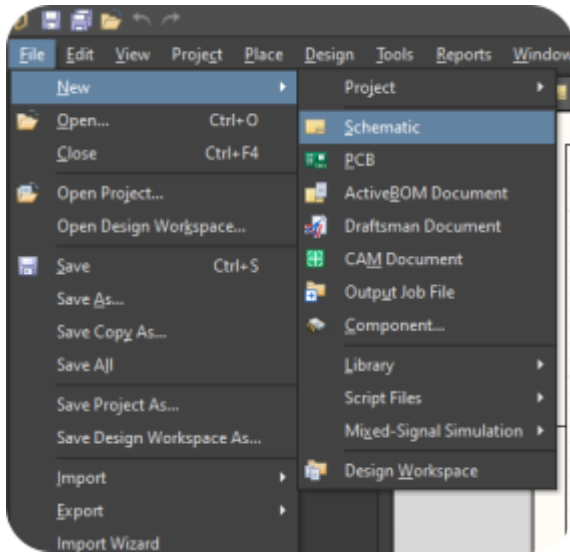 File Edit View Project Place Design Tools Reports Window
New
Open... Ctrl+O
Close Ctrl+F4
Open Project...
Open Design Workspace...
Save Ctrl+S
Save As...
Save Copy As...
Save All
Save Project As...
Save Design Workspace As...
Import
Export
Import Wizard
Project
Schematic
PCB
ActiveBOM Document
Draftsman Document
CAM Document
Output Job File
Component...
Library
Script Files
Mixed-Signal Simulation
Design Workspace